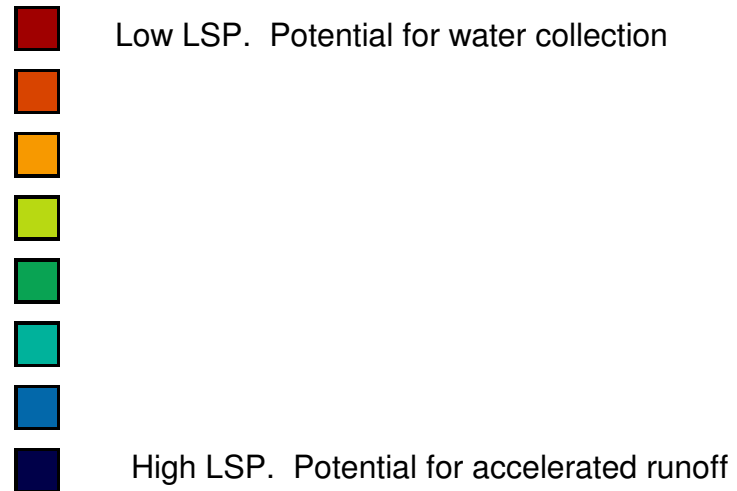 Low LSP.  Potential for water collection
High LSP.  Potential for accelerated runoff